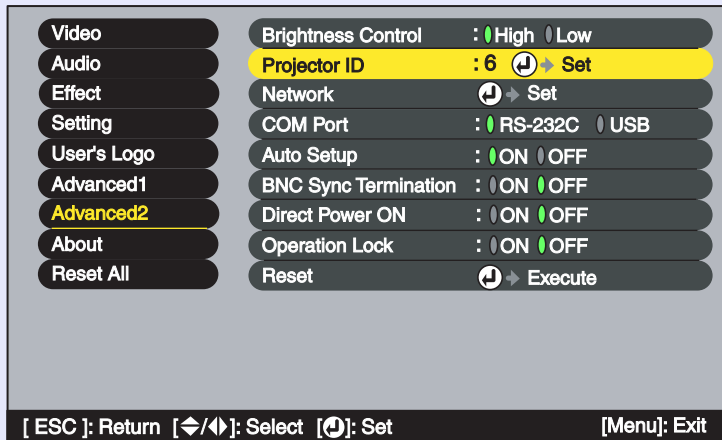 Video
Audio
Effect
Setting
User's Logo
Advanced1
Advanced2
About
Reset All
Brightness Control : High Low
Projector ID : 6 Set
Network Set
COM Port : RS-232C USB
Auto Setup : ON OFF
BNC Sync Termination : ON OFF
Direct Power ON : ON OFF
Operation Lock : ON OFF
Reset Execute
[ ESC ]: Return [/]: Select []: Set [Menu]: Exit